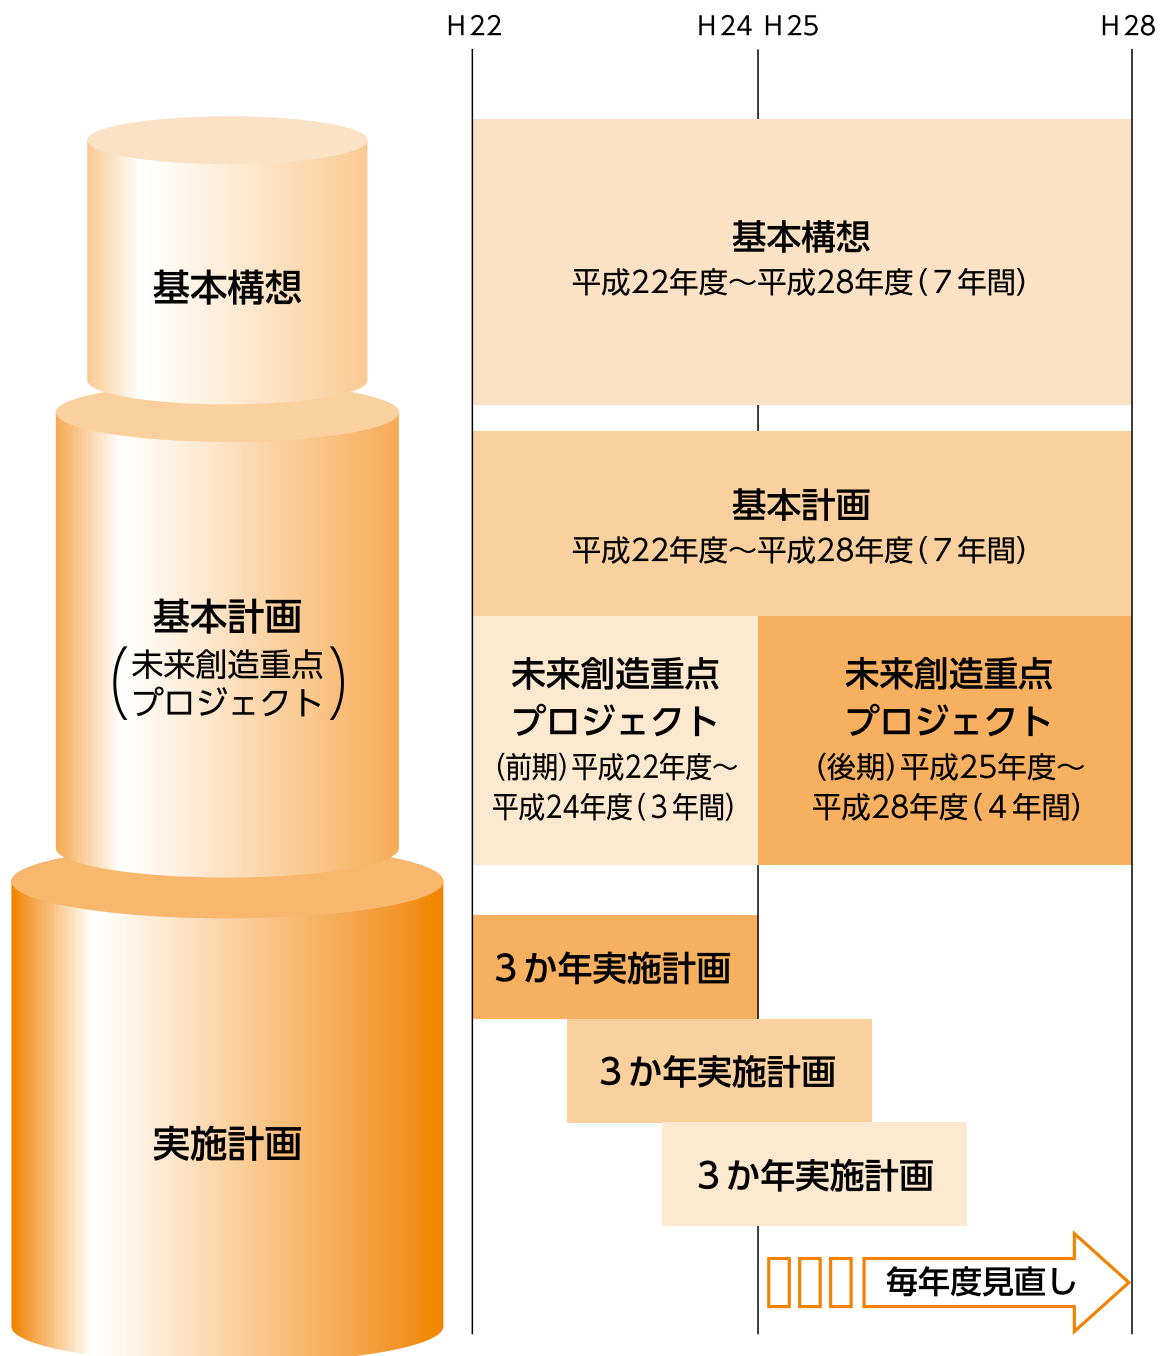 H22
H24 H25
H28
基本構想
基本計画
(未来創造重点
プロジェクト)
実施計画
基本構想
平成22年度～平成28年度(７年間)
基本計画
平成22年度～平成28年度(７年間)
未来創造重点
プロジェクト
(前期)平成22年度～
平成24年度(３年間)
未来創造重点
プロジェクト
(後期)平成25年度～
平成28年度(４年間)
３か年実施計画
３か年実施計画
３か年実施計画
毎年度見直し